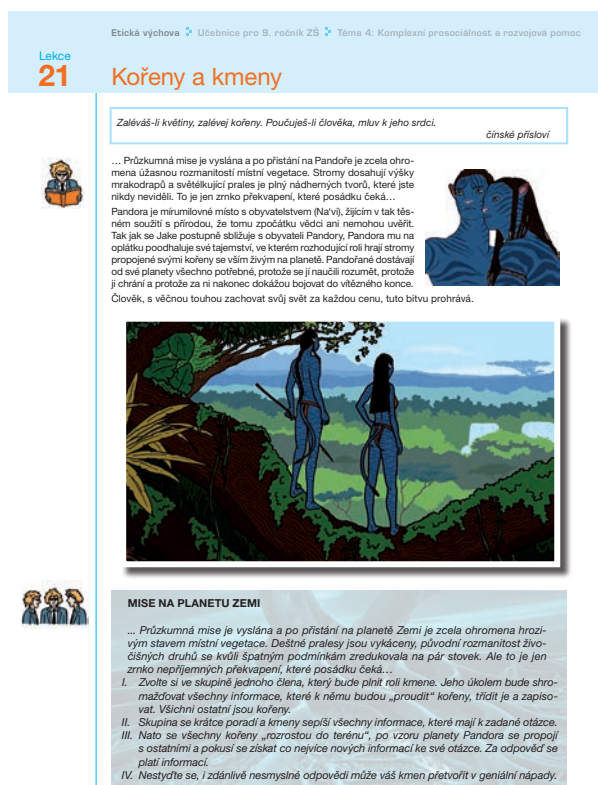 Etická výchova Učebnice pro 9. ročník ZŠ Téma 4: Komplexní prosociálnost a rozvojová pomoc
Lekce
21
Kořeny a kmeny
Zaléváš-li květiny, zalévej kořeny. Poučuješ-li člověka, mluv k jeho srdci.
čínské přísloví
… Průzkumná mise je vyslána a po přistání na Pandoře je zcela ohro-
mena úžasnou rozmanitostí místní vegetace. Stromy dosahují výšky
mrakodrapů a světélkující prales je plný nádherných tvorů, které jste
nikdy neviděli. To je jen zrnko překvapení, které posádku čeká…
Pandora je mírumilovné místo s obyvatelstvem (Na'vi), žijícím v tak těs-
ném soužití s přírodou, že tomu zpočátku vědci ani nemohou uvěřit.
Tak jak se Jake postupně sbližuje s obyvateli Pandory, Pandora mu na
oplátku poodhaluje své tajemství, ve kterém rozhodující roli hrají stromy
propojené svými kořeny se vším živým na planetě. Pandořané dostávají
od své planety všechno potřebné, protože se jí naučili rozumět, protože
ji chrání a protože za ni nakonec dokážou bojovat do vítězného konce.
Člověk, s věčnou touhou zachovat svůj svět za každou cenu, tuto bitvu prohrává.
MISE NA PLANETU ZEMI
... Průzkumná mise je vyslána a po přistání na planetě Zemi je zcela ohromena hrozi-
vým stavem místní vegetace. Deštné pralesy jsou vykáceny, původní rozmanitost živo-
čišných druhů se kvůli špatným podmínkám zredukovala na pár stovek. Ale to je jen
zrnko nepříjemných překvapení, které posádku čeká…
I. Zvolte si ve skupině jednoho člena, který bude plnit roli kmene. Jeho úkolem bude shro-
mažďovat všechny informace, které k němu budou „proudit“ kořeny, třídit je a zapiso-
vat. Všichni ostatní jsou kořeny.
II. Skupina se krátce poradí a kmeny sepíší všechny informace, které mají k zadané otázce.
III. Nato se všechny kořeny „rozrostou do terénu“, po vzoru planety Pandora se propojí
s ostatními a pokusí se získat co nejvíce nových informací ke své otázce. Za odpověď se
platí informací.
IV. Nestyďte se, i zdánlivě nesmyslné odpovědi může váš kmen přetvořit v geniální nápady.